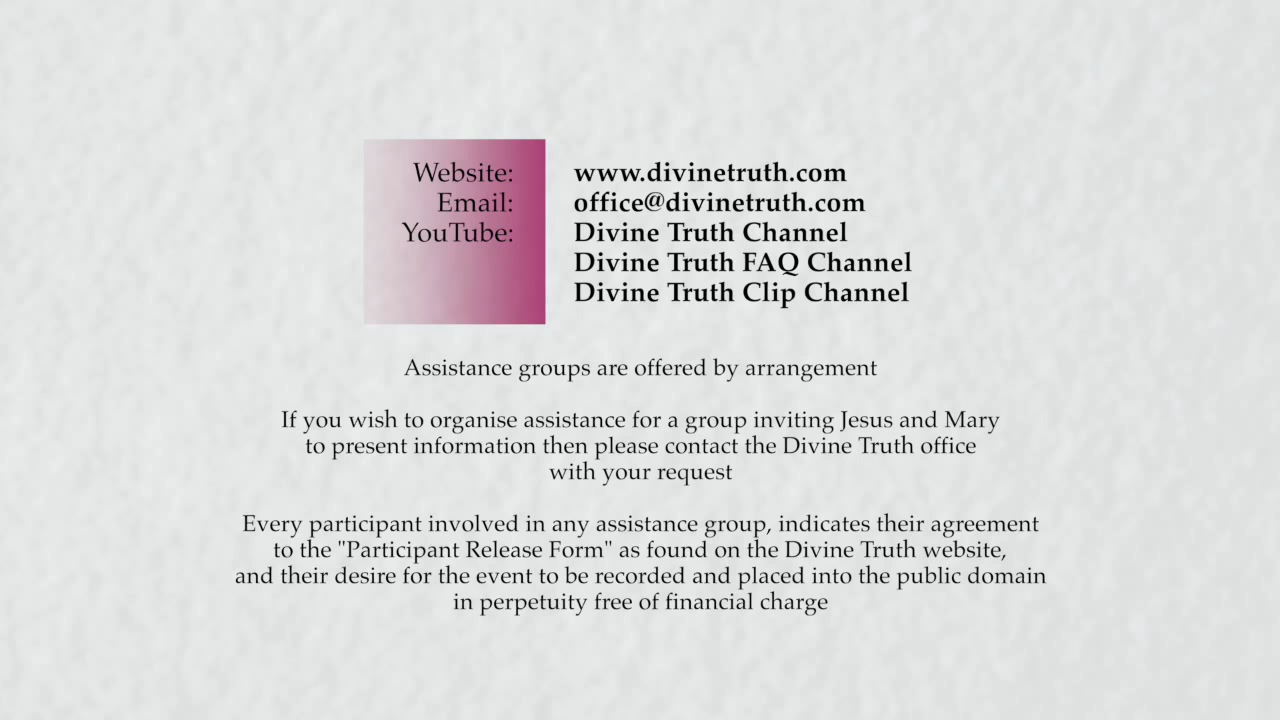 Website: www.divinetruth.com
Email: office@divinetruth.com
YouTube: Divine Truth Channel
Divine Truth FAQ Channel
Divine Truth Clip Channel
Assistance groups are offered by arrangement
If you wish to organise assistance for a group inviting Jesus and Mary
to present information then please contact the Divine Truth office
with your request
Every participant involved in any assistance group, indicates their agreement
to the "Participant Release Form" as found on the Divine Truth website,
and their desire for the event to be recorded and placed into the public domain
in perpetuity free of financial charge